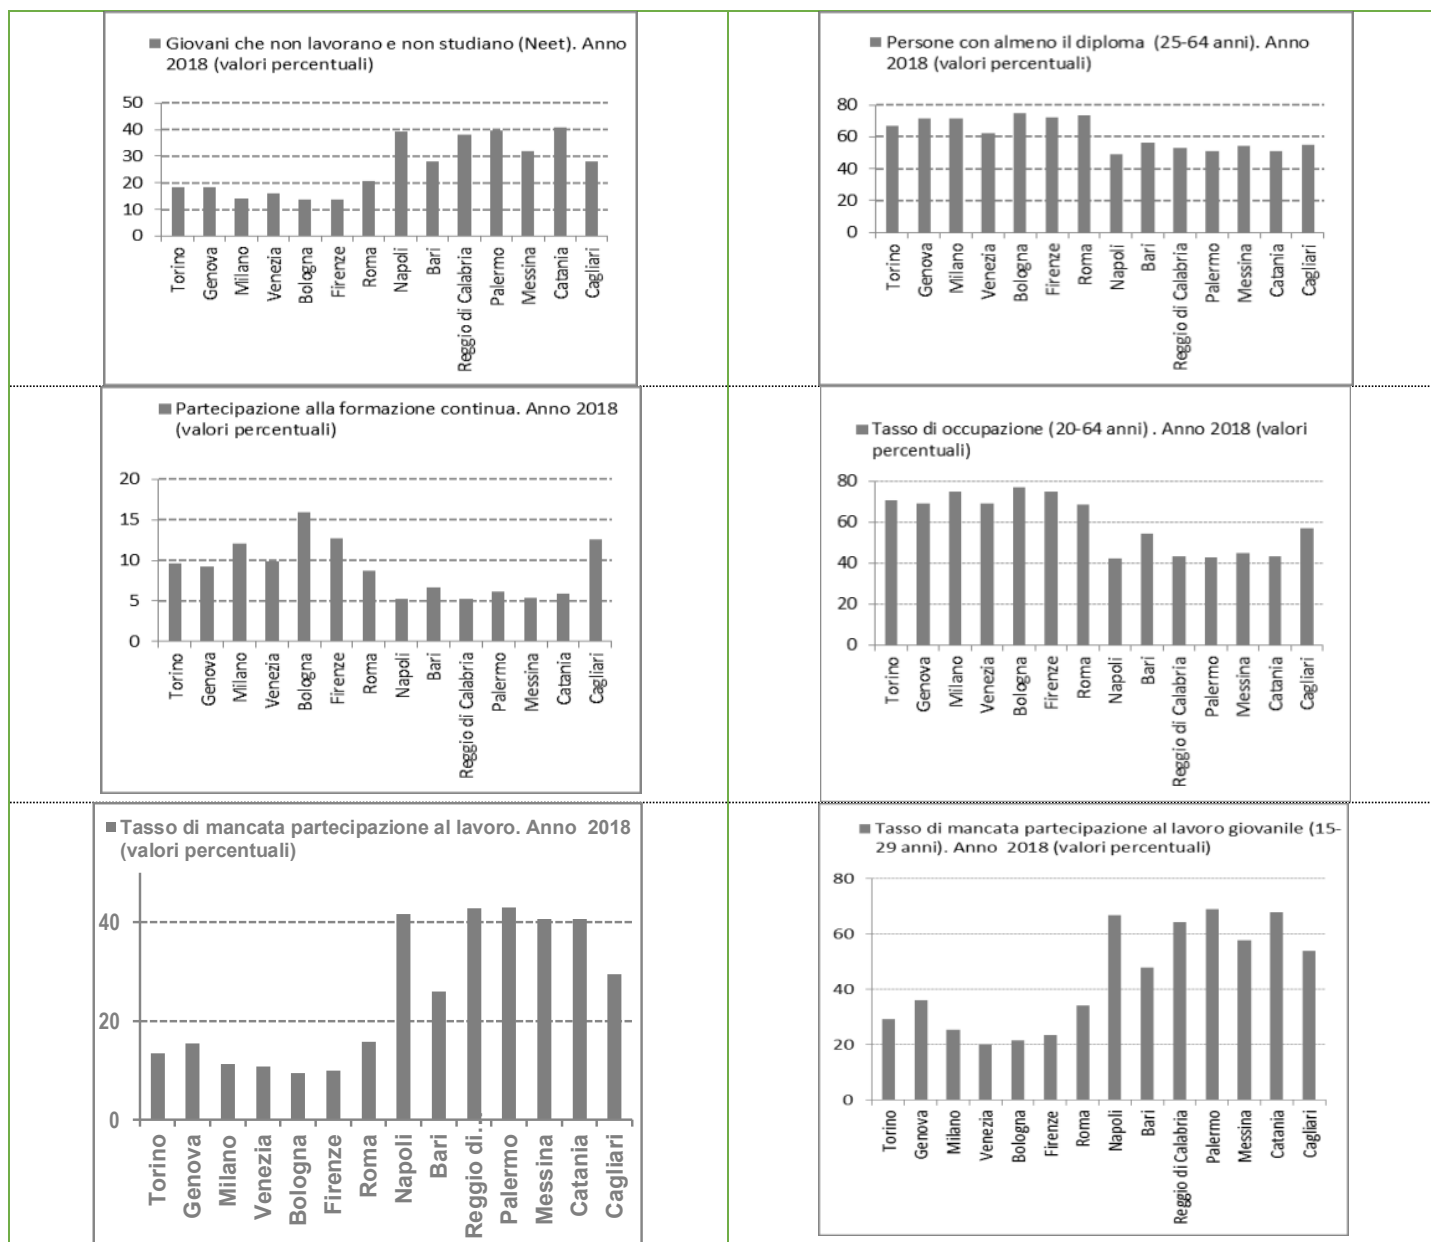 Giovani che non lavorano e non studiano (Neet). Anno
2018 (valori percentuali)
50
40
30
20
10
0
Torino
Genova
Milano
Venezia
Bologna
Firenze
Roma
Napoli
Bari
Reggio di Calabria
Palermo
Messina
Catania
Cagliari
Persone con almeno il diploma (25-64 anni). Anno
2018 (valori percentuali)
80
60
40
20
0
Torino
Genova
Milano
Venezia
Bologna
Firenze
Roma
Napoli
Bari
Reggio di Calabria
Palermo
Messina
Catania
Cagliari
Partecipazione alla formazione continua. Anno 2018
(valori percentuali)
20
15
10
5
0
Torino
Genova
Milano
Venezia
Bologna
Firenze
Roma
Napoli
Bari
Reggio di Calabria
Palermo
Messina
Catania
Cagliari
Tasso di occupazione (20-64 anni) . Anno 2018 (valori
percentuali)
80
60
40
20
0
Torino
Genova
Milano
Venezia
Bologna
Firenze
Roma
Napoli
Bari
Reggio di Calabria
Palermo
Messina
Catania
Cagliari
Tasso di mancata partecipazione al lavoro. Anno 2018
(valori percentuali)
40
20
0
Torino
Genova
Milano
Venezia
Bologna
Firenze
Roma
Napoli
Bari
Reggio di…
Palermo
Messina
Catania
Cagliari
Tasso di mancata partecipazione al lavoro giovanile (15-
29 anni). Anno 2018 (valori percentuali)
80
60
40
20
0
Torino
Genova
Milano
Venezia
Bologna
Firenze
Roma
Napoli
Bari
Reggio di Calabria
Palermo
Messina
Catania
Cagliari